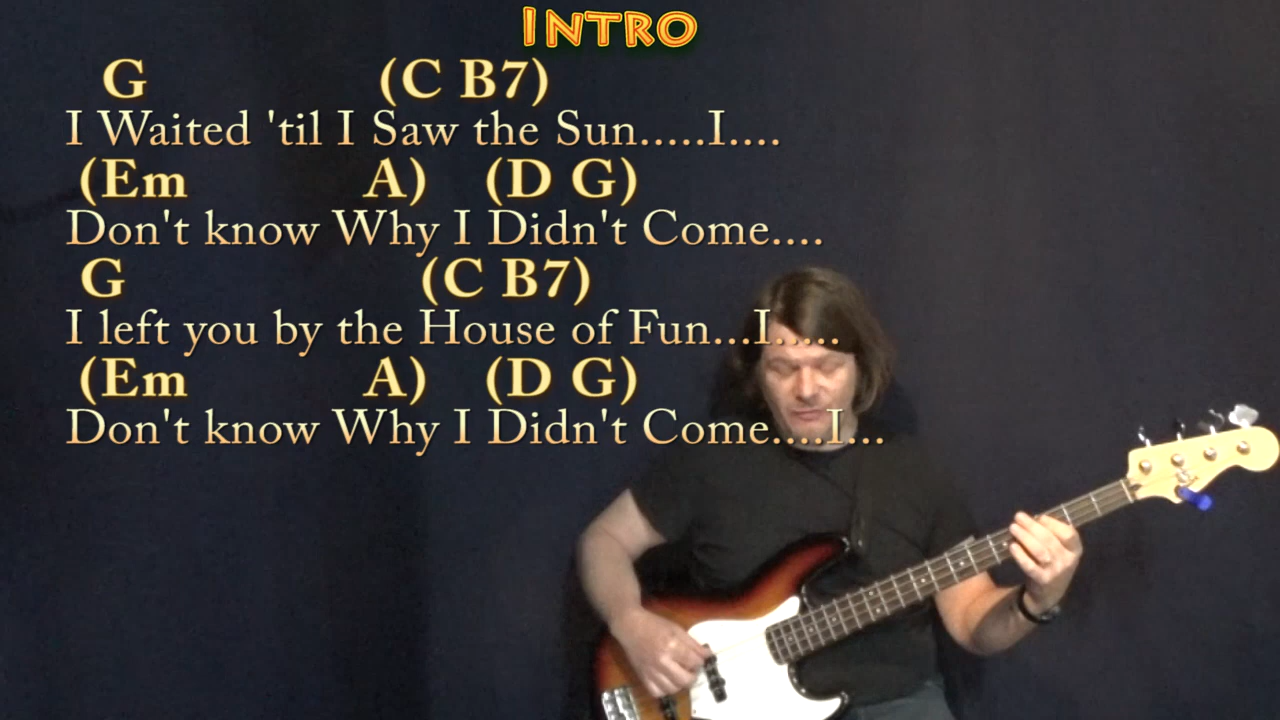 INTRO
G (C B7)
I Waited 'til I Saw the Sun.....I....
(Em A) (D G)
Don't know Why I Didn't Come....
G (C B7)
I left you by the House of Fun...I.....
(Em A) (D G)
Don't know Why I Didn't Come....I...